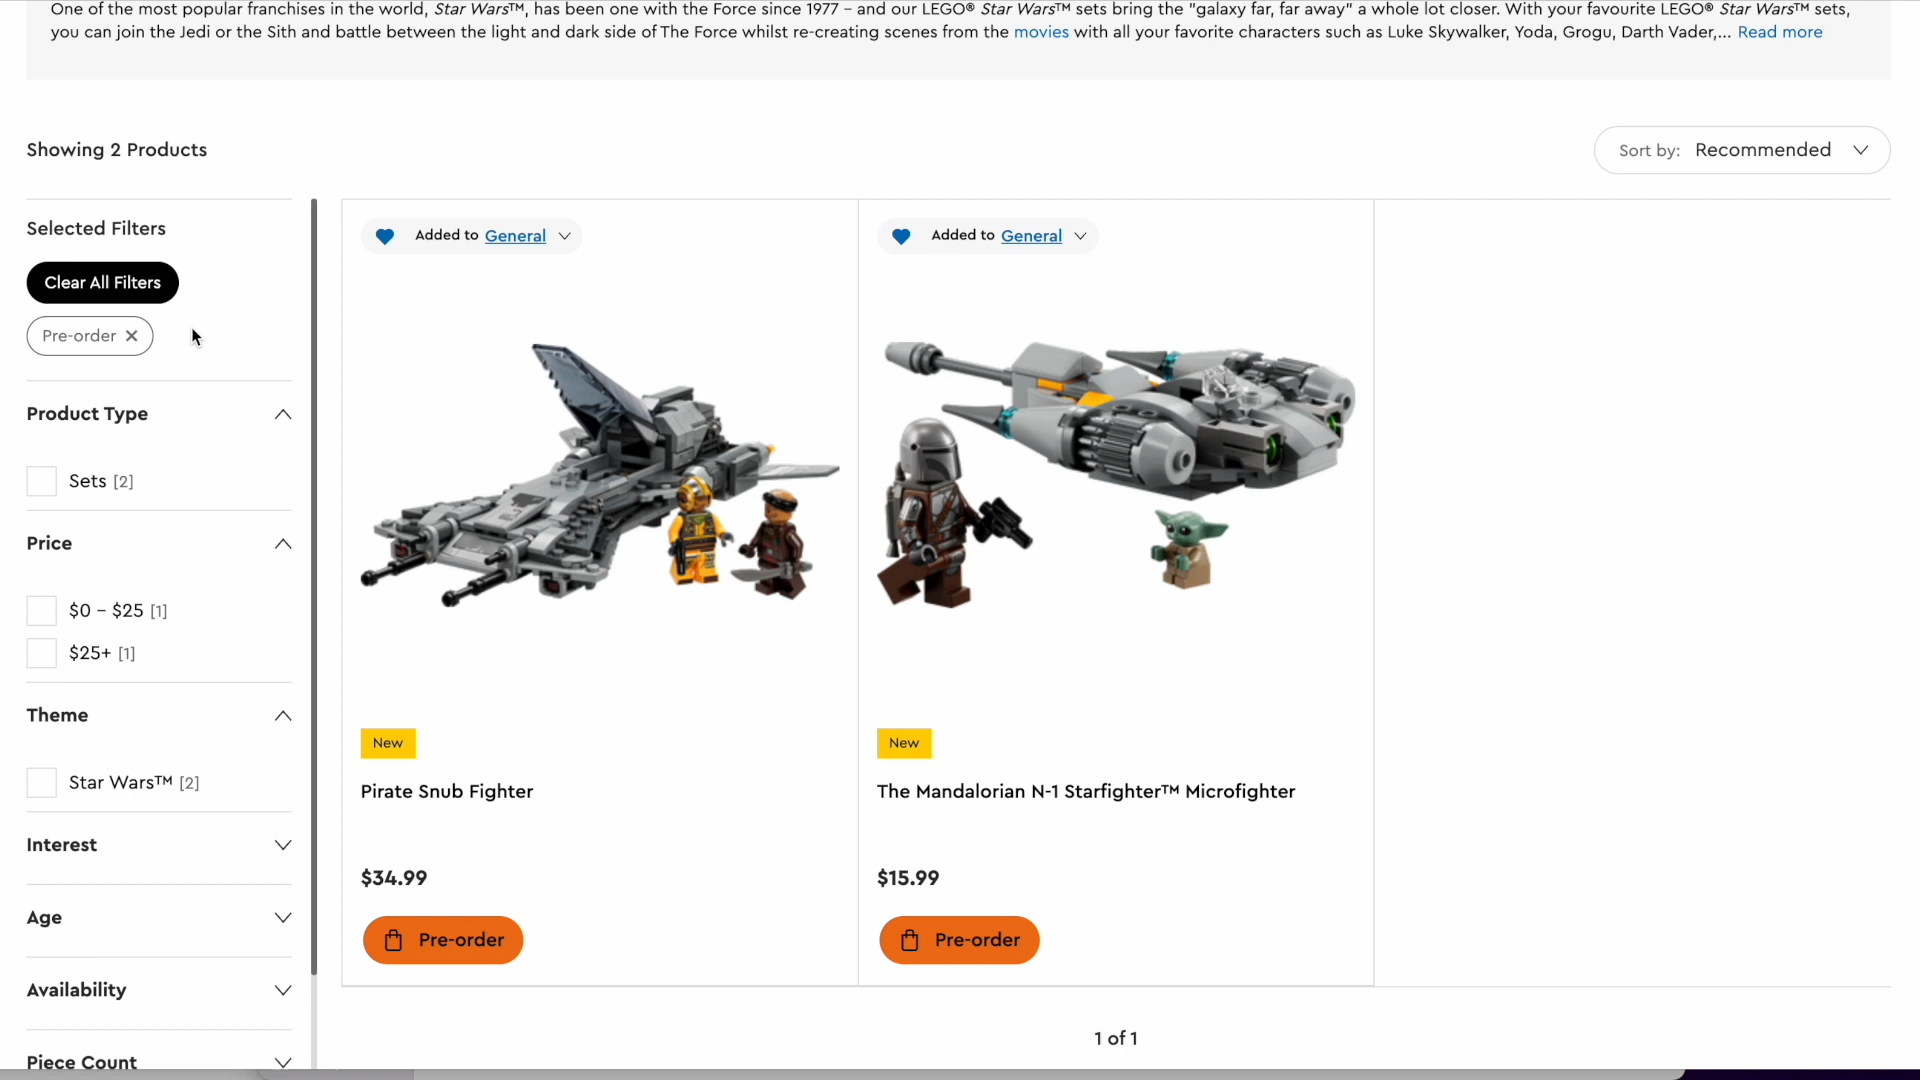 One of the most popular franchises in the world, Star Wars™, has been one with the Force since 1977 – and our LEGO® Star Wars™ sets bring the "galaxy far, far away" a whole lot closer. With your favourite LEGO® Star Wars™ sets,
you can join the Jedi or the Sith and battle between the light and dark side of The Force whilst re-creating scenes from the movies with all your favorite characters such as Luke Skywalker, Yoda, Grogu, Darth Vader,... Read more
Showing 2 Products
Sort by: Recommended
Selected Filters
Clear All Filters
Pre-order ✕
Product Type
Sets [2]
Price
$0 – $25 [1]
$25+ [1]
Theme
Star Wars™ [2]
Interest
Age
Availability
Piece Count
Added to General
New
Pirate Snub Fighter
$34.99
Pre-order
Added to General
New
The Mandalorian N-1 Starfighter™ Microfighter
$15.99
Pre-order
1 of 1